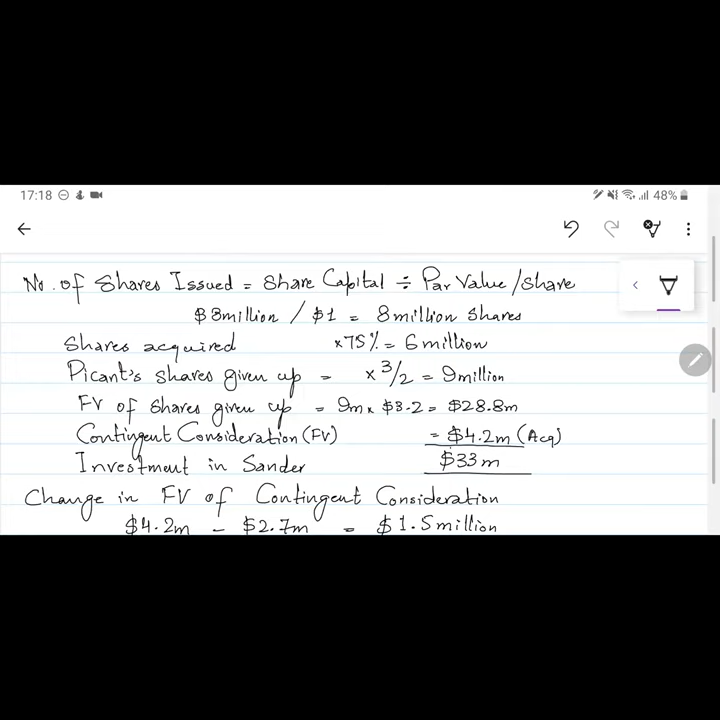 17:18 48%
No. of Shares Issued = Share Capital ÷ Par Value/share
$8million / $1 = 8million shares
Shares acquired x75% = 6million
Picant's shares given up = x 3/2 = 9million
FV of shares given up = 9m x $3.2 = $28.8m
Contingent Consideration (FV) = $4.2m (Acq)
Investment in Sander $33m
Change in FV of Contingent Consideration
$4.2m - $2.7m = $1.5million